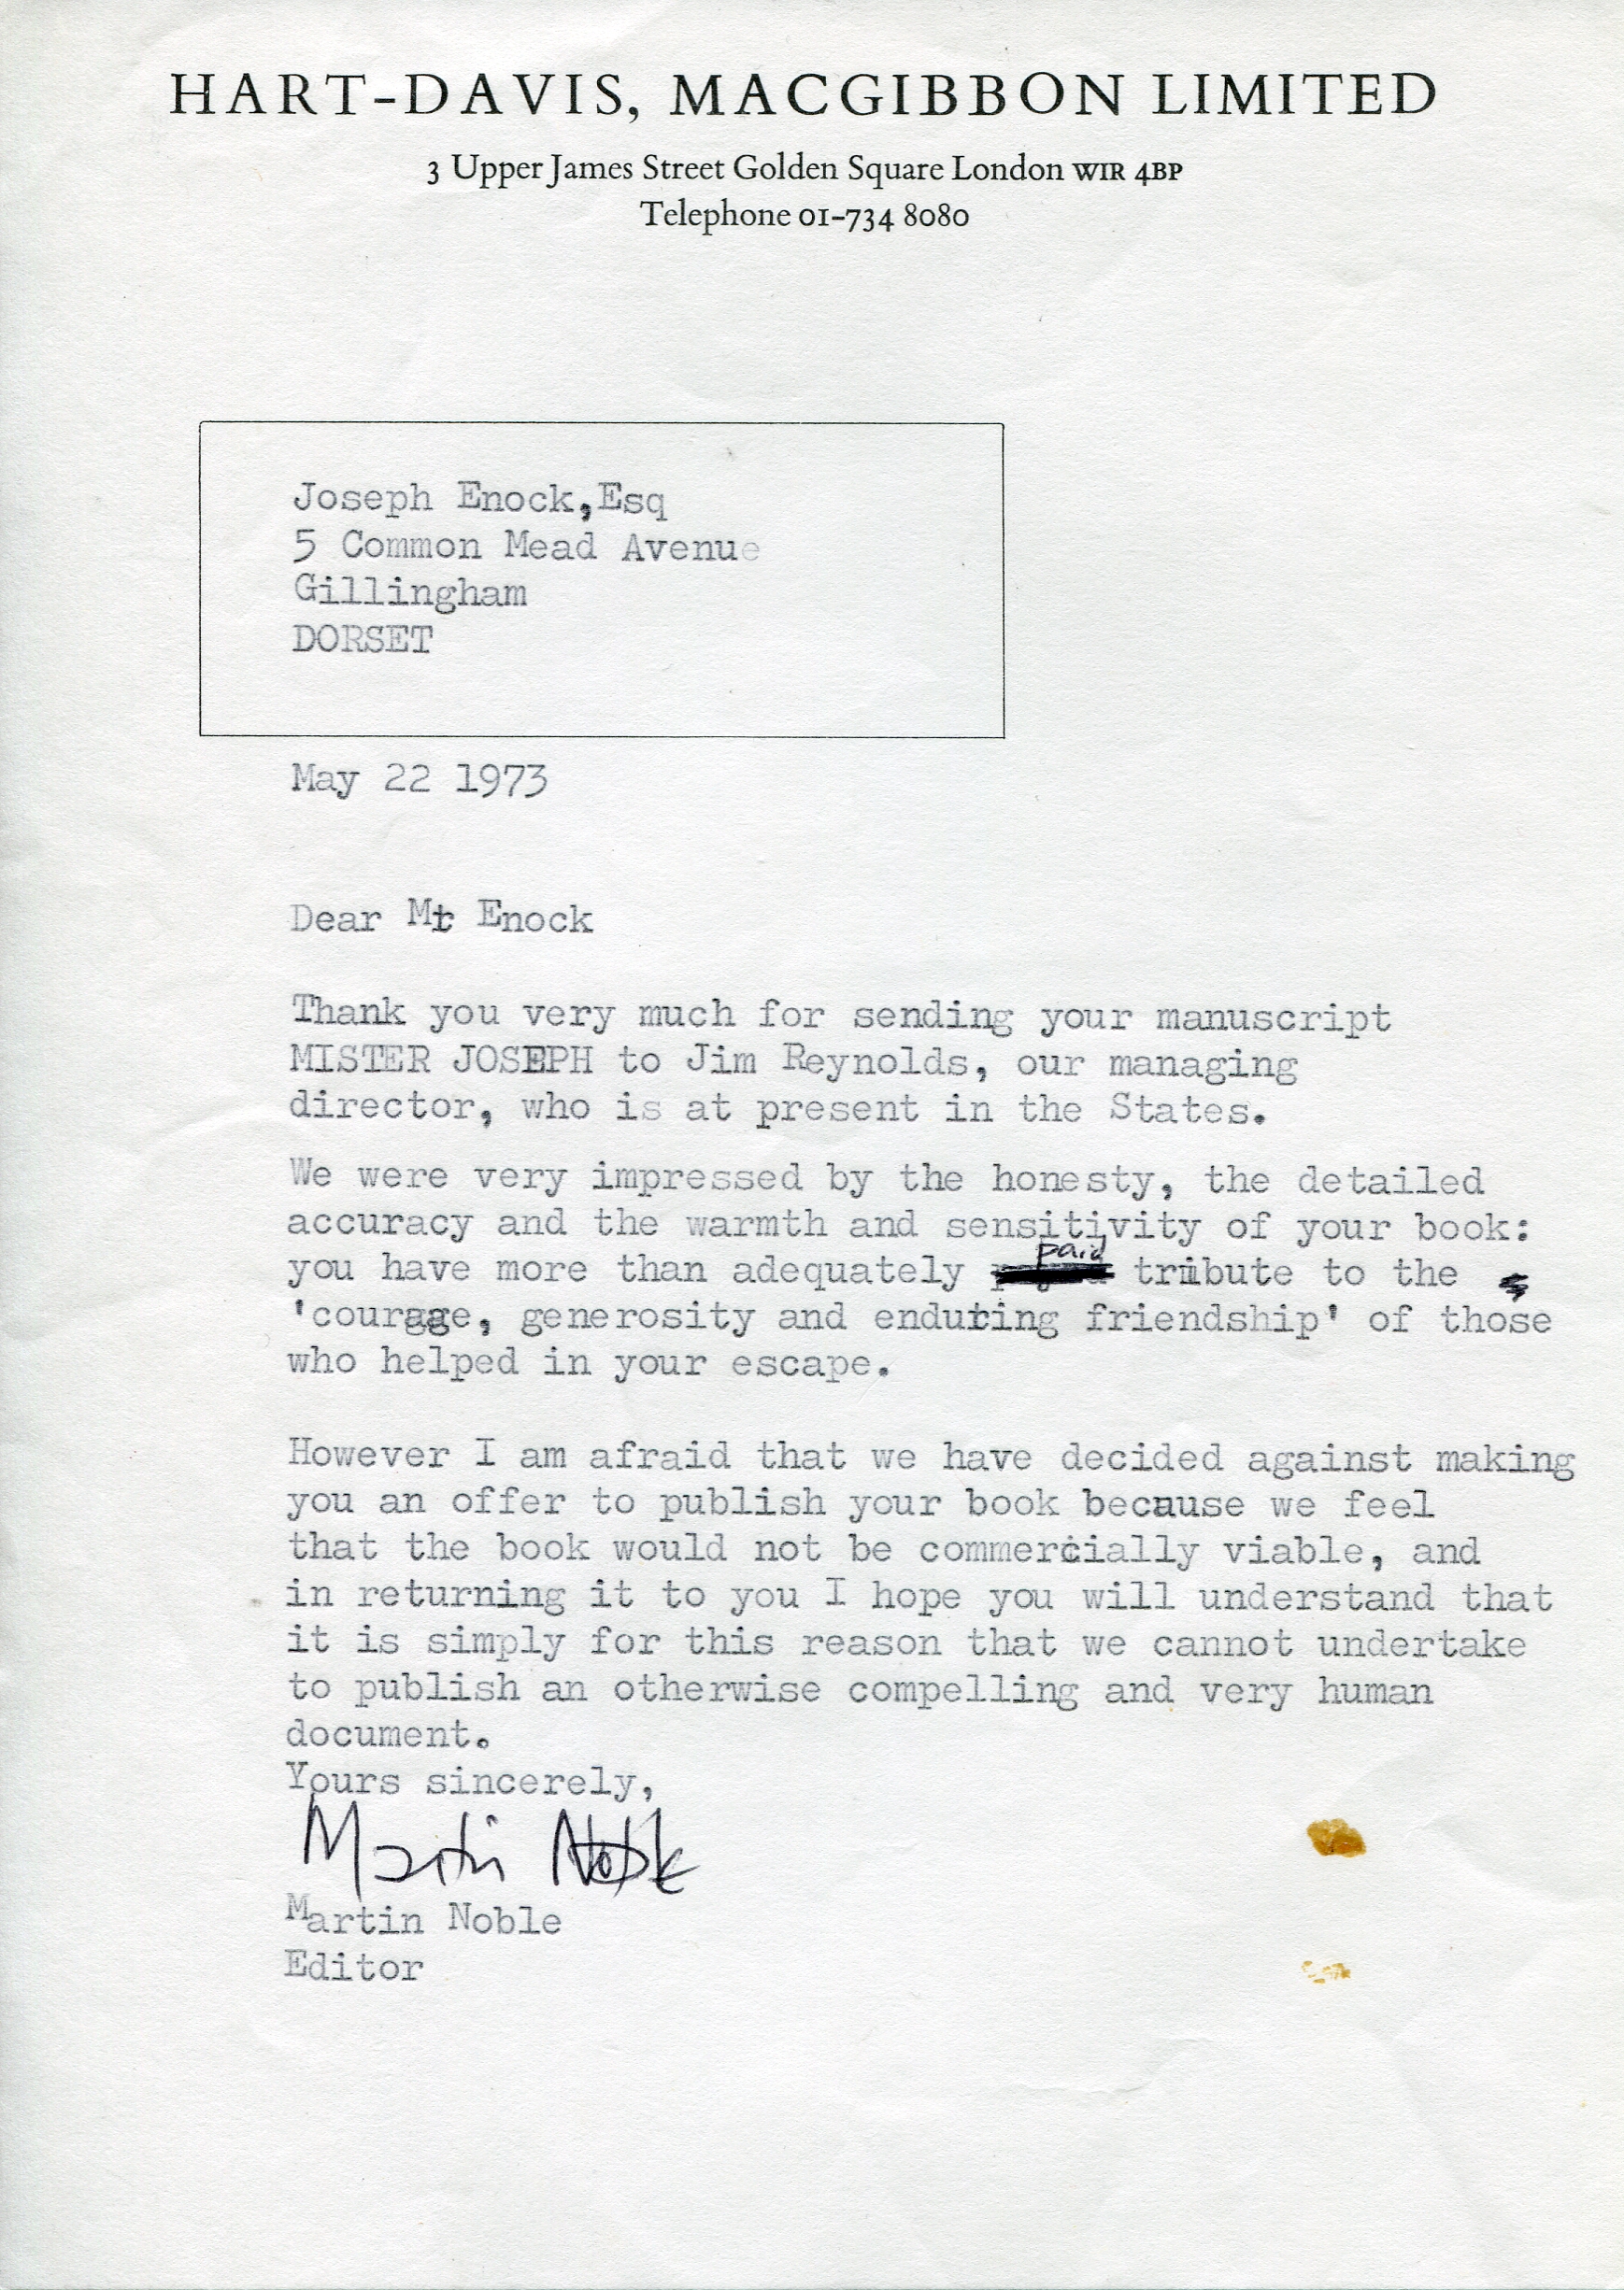 HART-DAVIS, MACGIBBON LIMITED
3 Upper James Street Golden Square London W1R 4BP
Telephone 01-734 8080
Joseph Enock,Esq
5 Common Mead Avenue
Gillingham
DORSET
May 22 1973
Dear Mr Enock
Thank you very much for sending your manuscript
MISTER JOSEPH to Jim Reynolds, our managing
director, who is at present in the States.
We were very impressed by the honesty, the detailed
accuracy and the warmth and sensitivity of your book:
you have more than adequately paid tribute to the
'courage, generosity and enduring friendship' of those
who helped in your escape.
However I am afraid that we have decided against making
you an offer to publish your book because we feel
that the book would not be commercially viable, and
in returning it to you I hope you will understand that
it is simply for this reason that we cannot undertake
to publish an otherwise compelling and very human
document.
Yours sincerely,
Martin Noble
Martin Noble
Editor